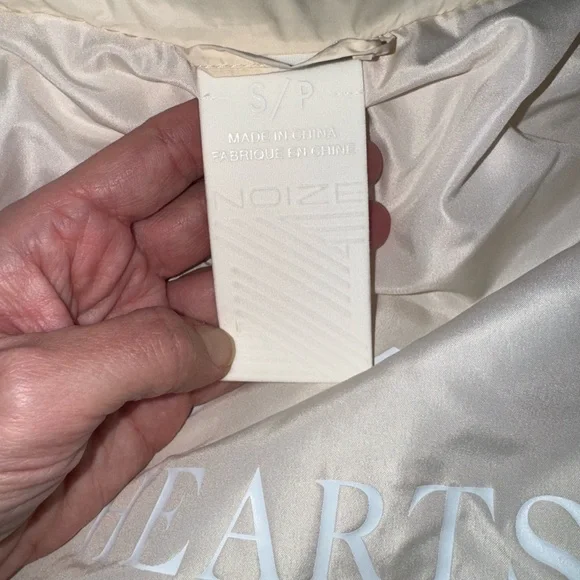 S/P
MADE IN CHINA
FABRIQUE EN CHINE
NOIZE
HEARTS